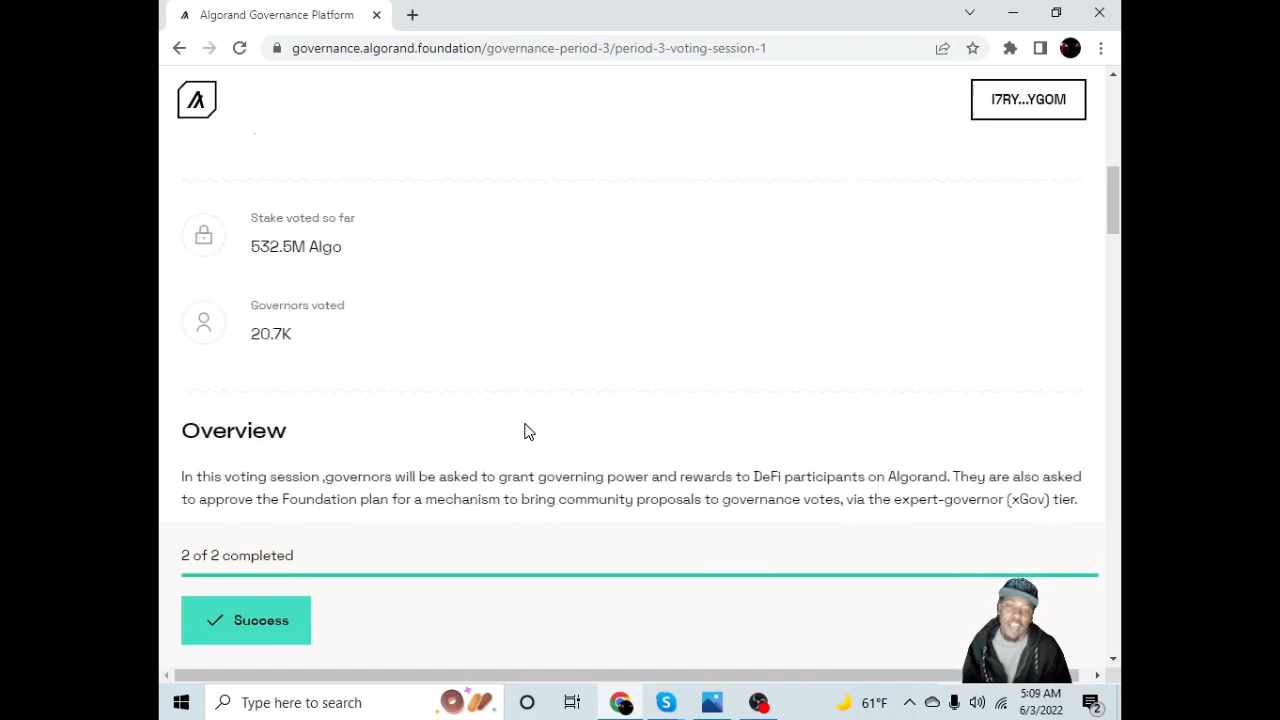 Algorand Governance Platform
governance.algorand.foundation/governance-period-3/period-3-voting-session-1
I7RY...YGOM
Stake voted so far
532.5M Algo
Governors voted
20.7K
Overview
In this voting session ,governors will be asked to grant governing power and rewards to DeFi participants on Algorand. They are also asked
to approve the Foundation plan for a mechanism to bring community proposals to governance votes, via the expert-governor (xGov) tier.
2 of 2 completed
Success
Type here to search
61°F
5:09 AM
6/3/2022
2